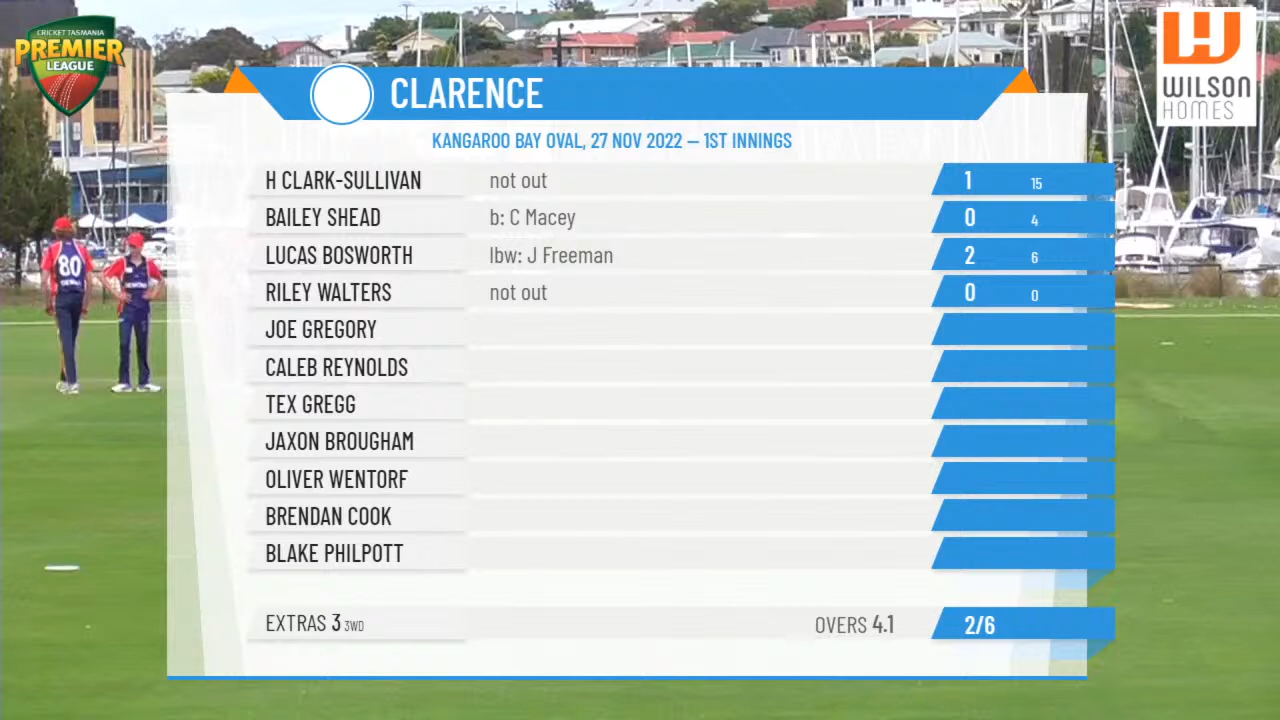 CRICKET TASMANIA
PREMIER
LEAGUE
WILSON
HOMES
CLARENCE
KANGAROO BAY OVAL, 27 NOV 2022 – 1ST INNINGS
H CLARK-SULLIVAN not out 1 15
BAILEY SHEAD b: C Macey 0 4
LUCAS BOSWORTH lbw: J Freeman 2 6
RILEY WALTERS not out 0 0
JOE GREGORY
CALEB REYNOLDS
TEX GREGG
JAXON BROUGHAM
OLIVER WENTORF
BRENDAN COOK
BLAKE PHILPOTT
EXTRAS 3 3WD OVERS 4.1 2/6
80